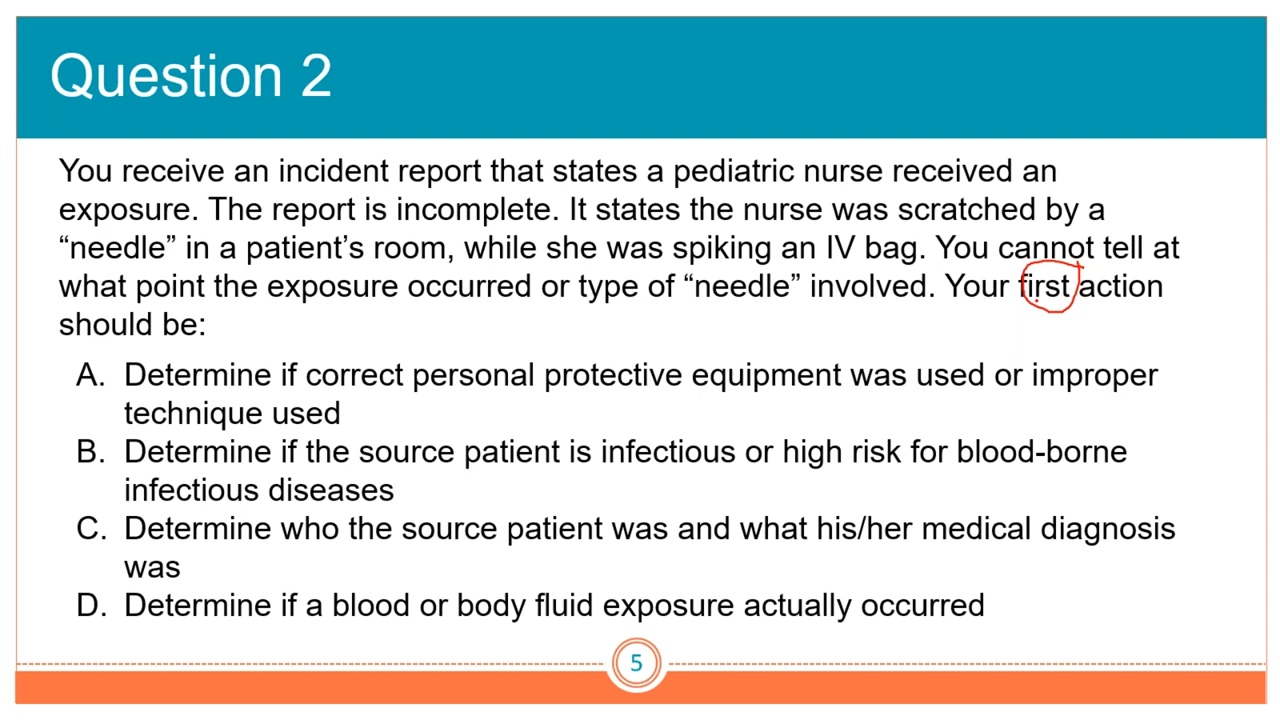 Question 2
You receive an incident report that states a pediatric nurse received an
exposure. The report is incomplete. It states the nurse was scratched by a
“needle” in a patient’s room, while she was spiking an IV bag. You cannot tell at
what point the exposure occurred or type of “needle” involved. Your first action
should be:
A. Determine if correct personal protective equipment was used or improper
technique used
B. Determine if the source patient is infectious or high risk for blood-borne
infectious diseases
C. Determine who the source patient was and what his/her medical diagnosis
was
D. Determine if a blood or body fluid exposure actually occurred
5